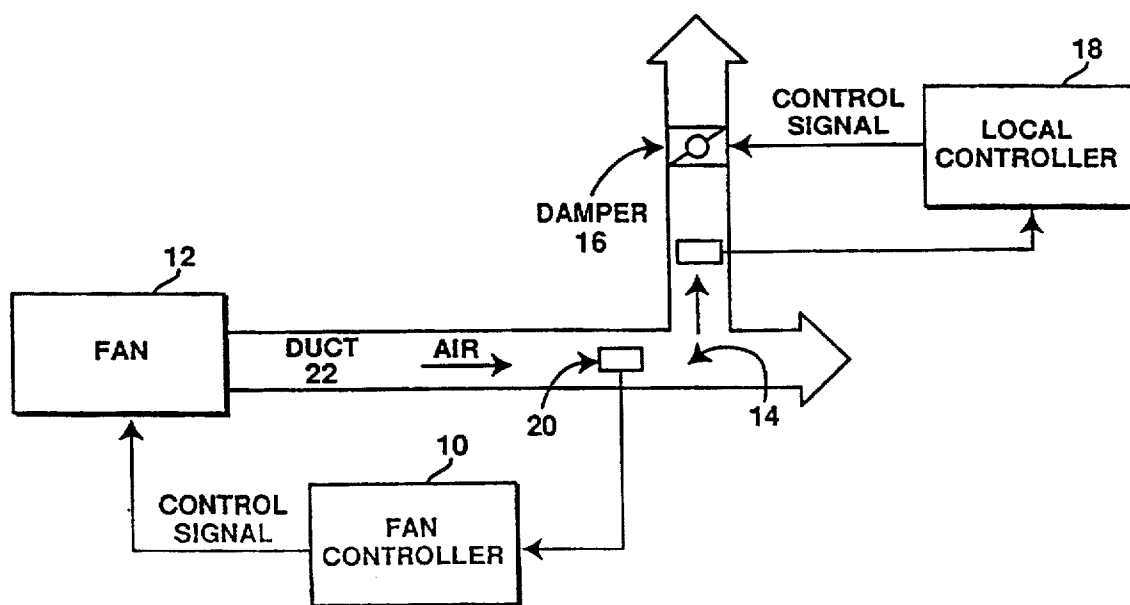 18
CONTROL
SIGNAL
LOCAL
CONTROLLER
DAMPER
16
12
FAN
DUCT
22
AIR
20
14
10
CONTROL
SIGNAL
FAN
CONTROLLER